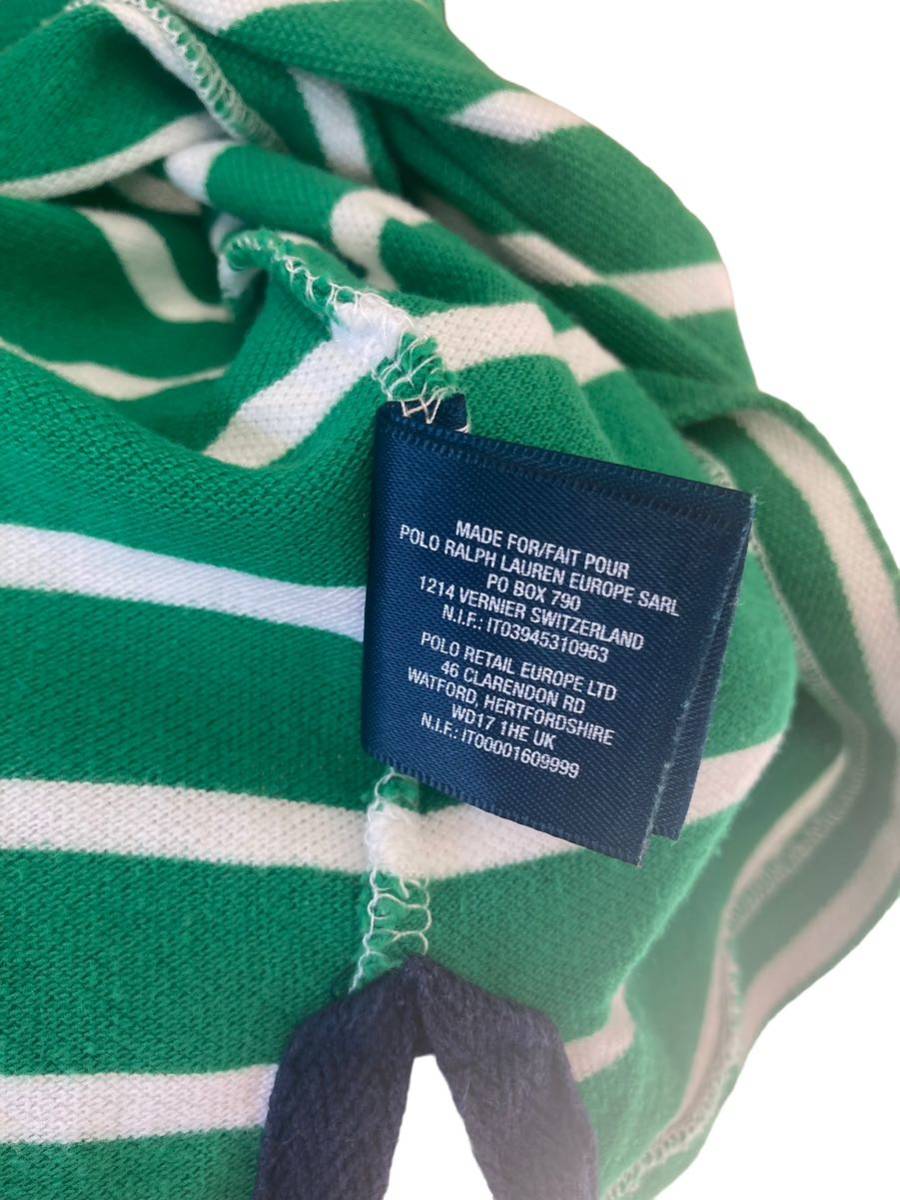 MADE FOR/FAIT POUR
POLO RALPH LAUREN EUROPE SARL
PO BOX 790
1214 VERNIER SWITZERLAND
N.I.F.: IT03945310963
POLO RETAIL EUROPE LTD
46 CLARENDON RD
WATFORD, HERTFORDSHIRE
WD17 1HE UK
N.I.F.: IT00001609999